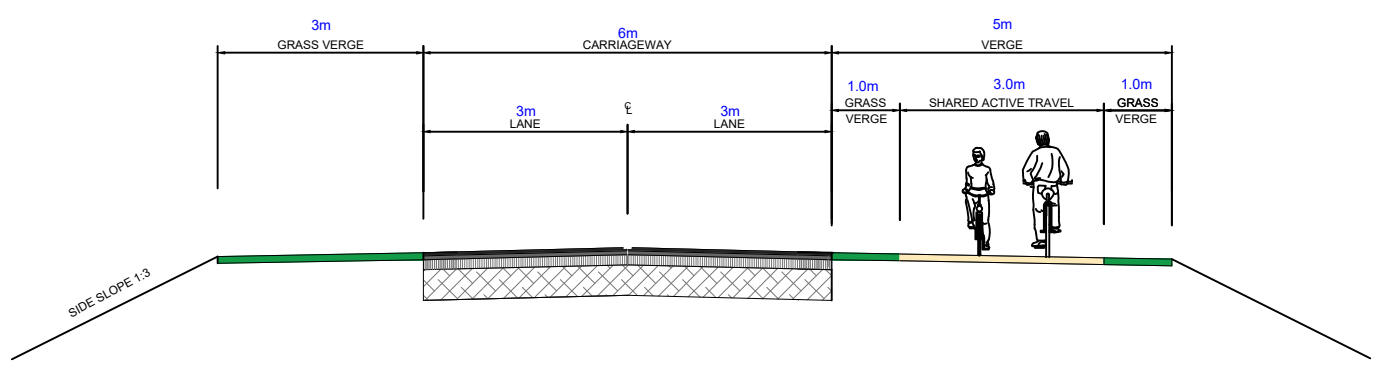 3m
GRASS VERGE
6m
CARRIAGEWAY
5m
VERGE
3m
LANE
℄
3m
LANE
1.0m
GRASS
VERGE
3.0m
SHARED ACTIVE TRAVEL
1.0m
GRASS
VERGE
SIDE SLOPE 1:3